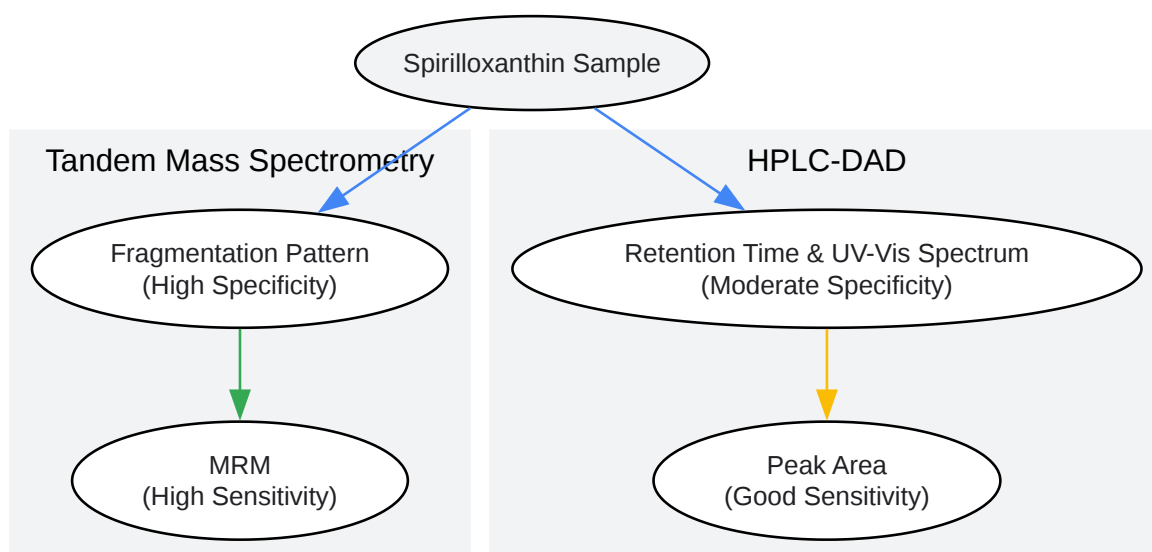 Spirilloxanthin Sample
Tandem Mass Spectrometry
HPLC-DAD
Fragmentation Pattern
(High Specificity)
Retention Time & UV-Vis Spectrum
(Moderate Specificity)
MRM
(High Sensitivity)
Peak Area
(Good Sensitivity)